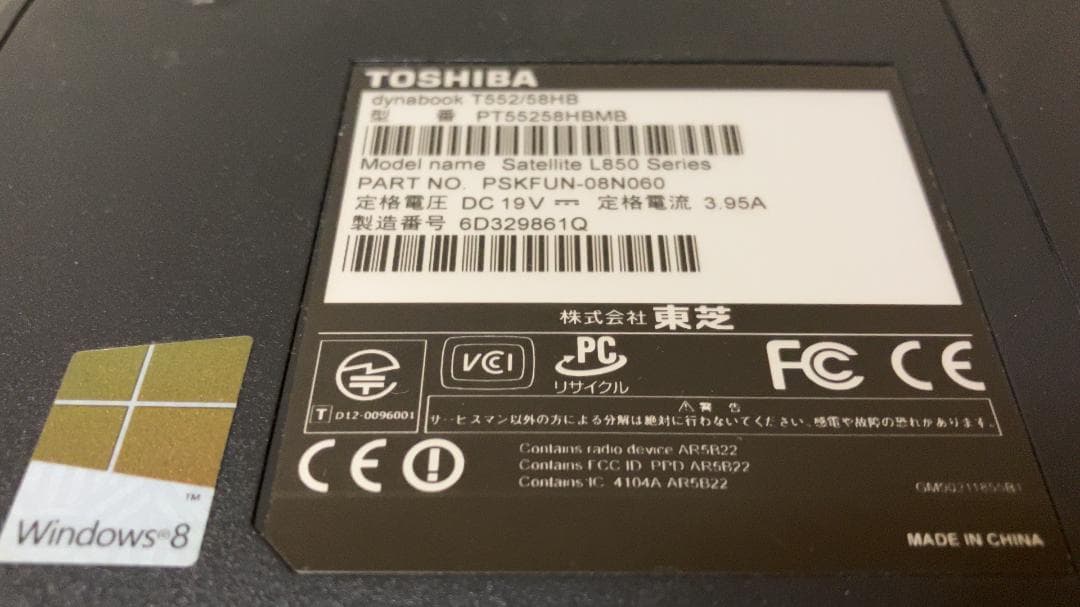 TOSHIBA
dynabook T552/58HB
型 番 PT55258HBMB
Model name Satellite L850 Series
PART NO. PSKFUN-08N060
定格電圧 DC 19V 定格電流 3.95A
製造番号 6D329861Q
株式会社 東芝
VCCI
PC
リサイクル
FC CE
T D12-0096001
警 告
サービスマン以外の方による分解は絶対に行わないでください。感電や故障の恐れがあります。
CE
Contains radio device AR5B22
Contains FCC ID PPD AR5B22
Contains IC 4104A AR5B22
MADE IN CHINA
Windows®8
TM